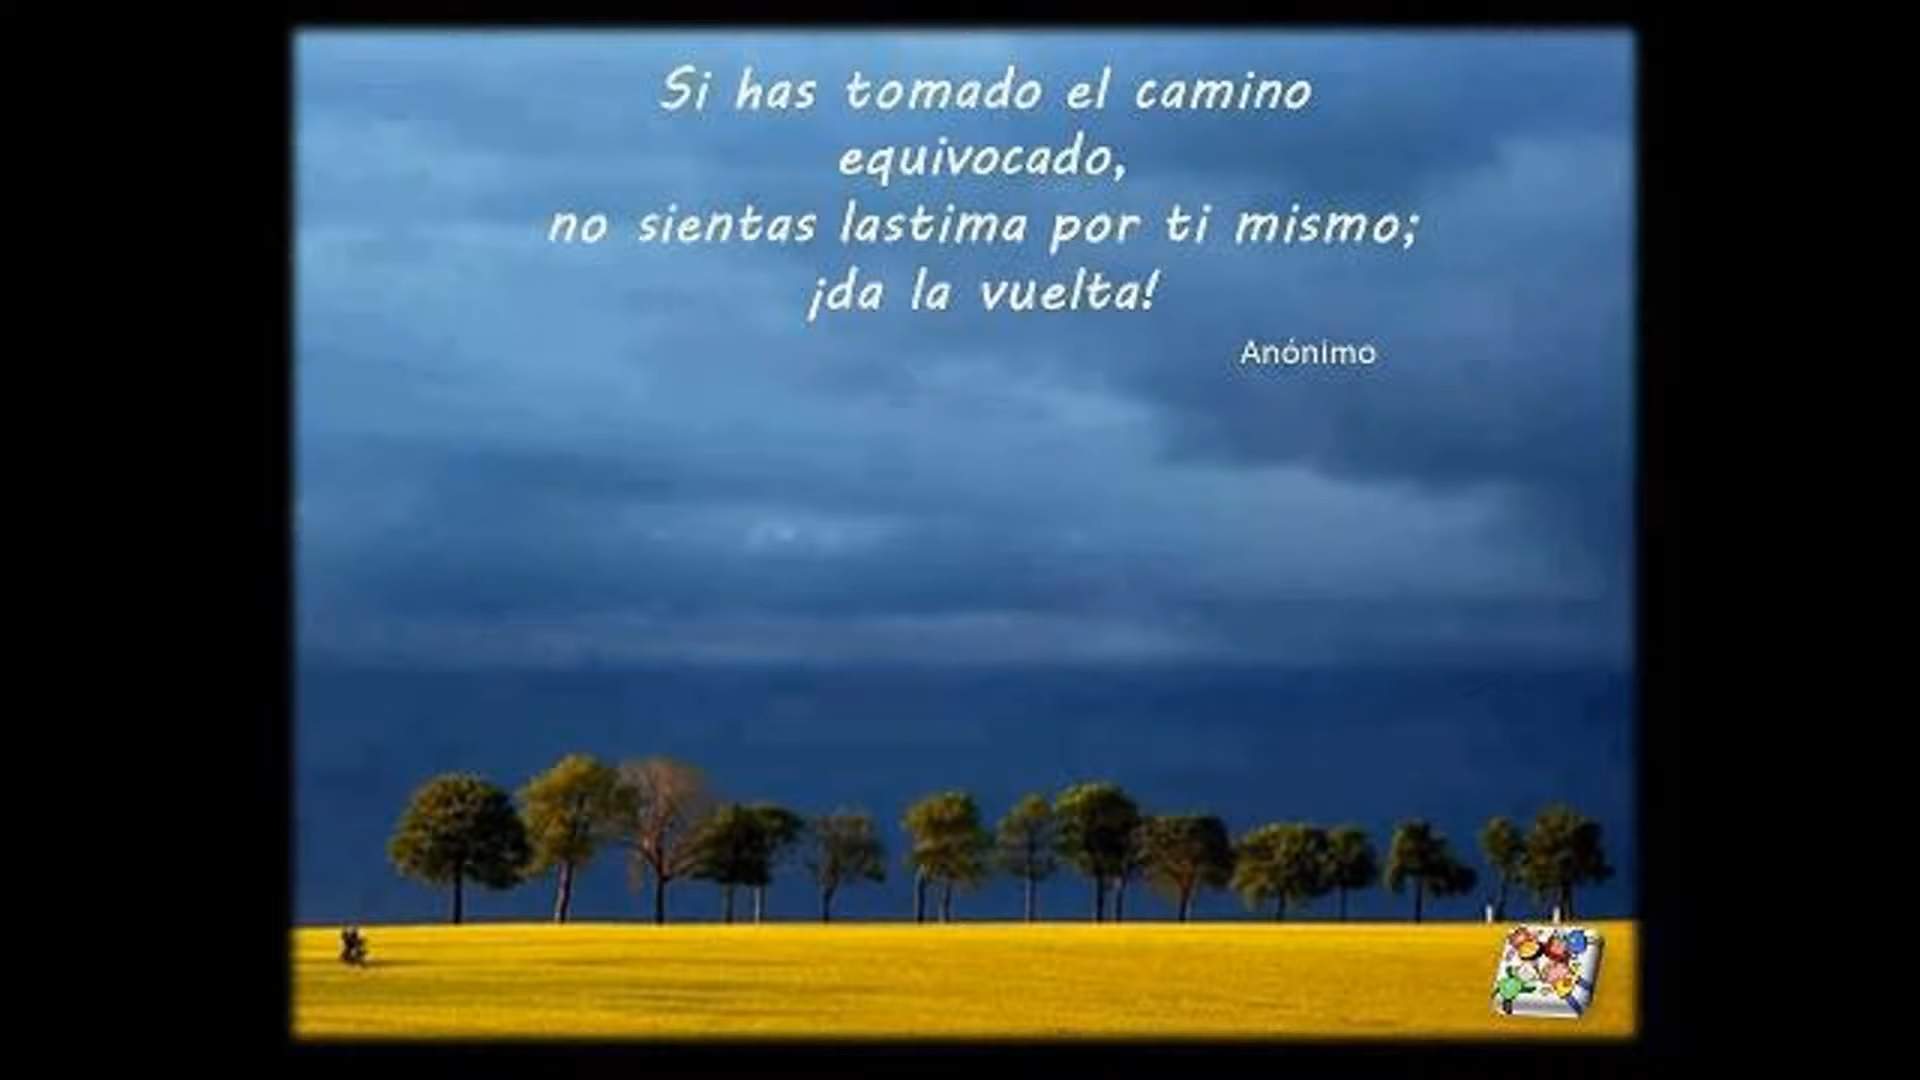 Si has tomado el camino
equivocado,
no sientas lastima por ti mismo;
¡da la vuelta!
Anónimo